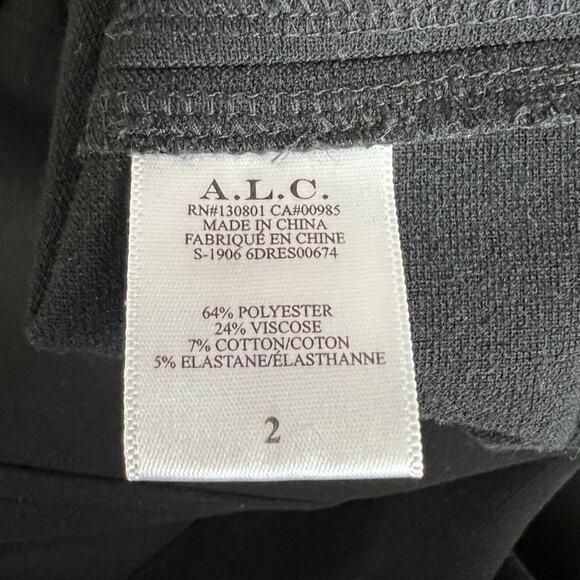 A.L.C.
RN#130801 CA#00985
MADE IN CHINA
FABRIQUÉ EN CHINE
S-1906 6DRES00674
64% POLYESTER
24% VISCOSE
7% COTTON/COTON
5% ELASTANE/ÉLASTHANNE
2